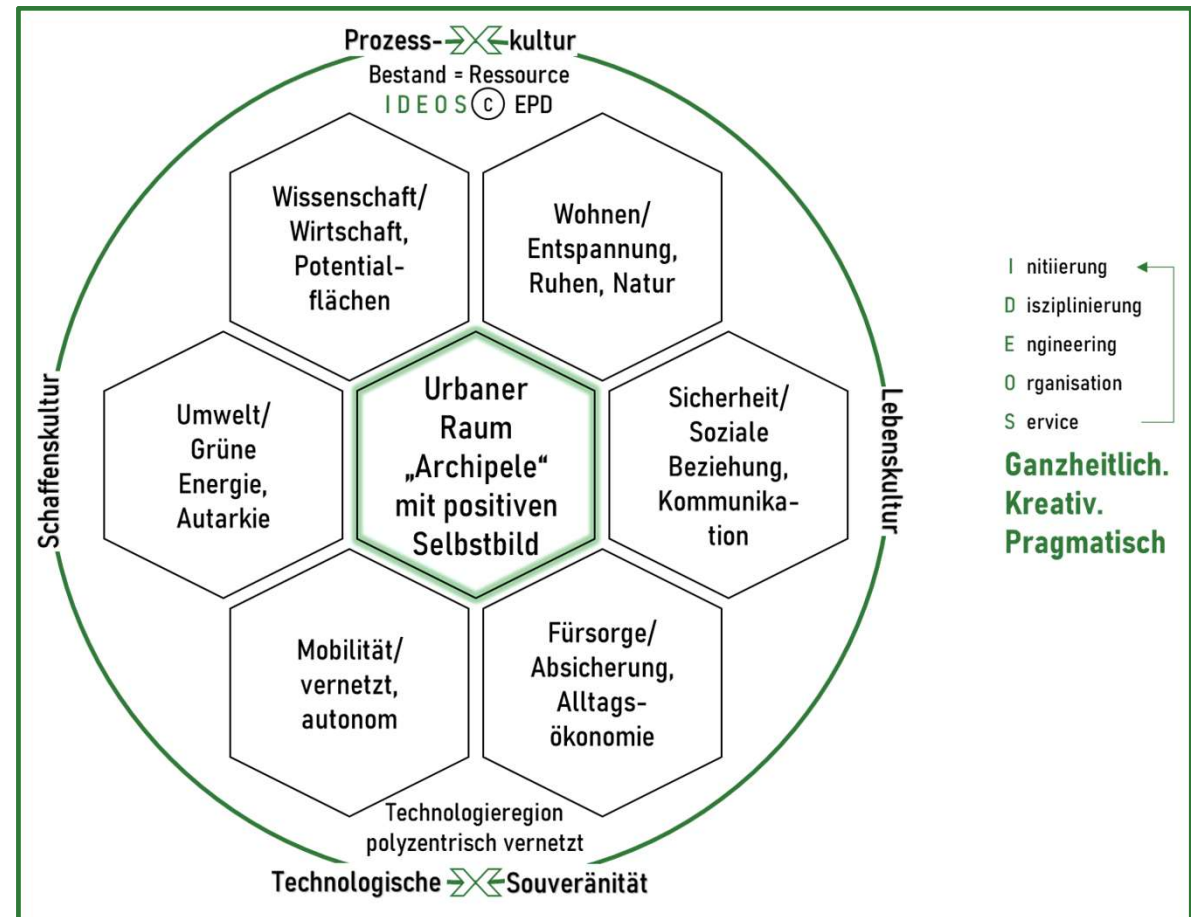 Prozess- kultur
Bestand = Ressource
IDEOS © EPD
Wissenschaft/
Wirtschaft,
Potential-
flächen
Wohnen/
Entspannung,
Ruhen, Natur
Umwelt/
Grüne
Energie,
Autarkie
Urbaner
Raum
„Archipele“
mit positiven
Selbstbild
Sicherheit/
Soziale
Beziehung,
Kommunika-
tion
Mobilität/
vernetzt,
autonom
Fürsorge/
Absicherung,
Alltags-
ökonomie
Schaffenskultur
Lebenskultur
Technologieregion
polyzentrisch vernetzt
Technologische Souveränität
I nitiierung
D isziplinierung
E ngineering
O rganisation
S ervice
Ganzheitlich.
Kreativ.
Pragmatisch